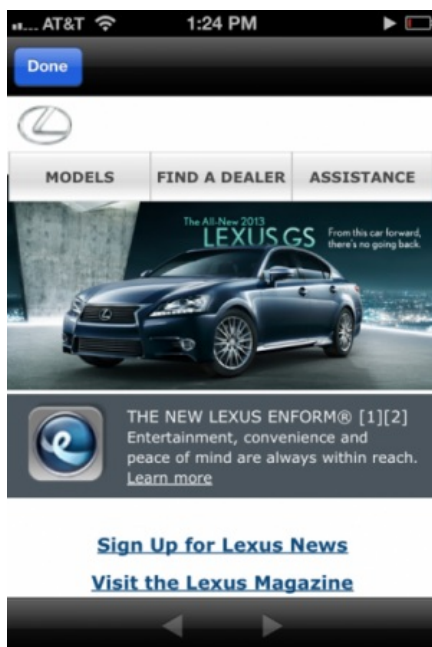 AT&T 1:24 PM
Done
MODELS FIND A DEALER ASSISTANCE
The All-New 2013
LEXUS GS
From this car forward,
there's no going back.
THE NEW LEXUS ENFORM® [1][2]
Entertainment, convenience and
peace of mind are always within reach.
Learn more
Sign Up for Lexus News
Visit the Lexus Magazine